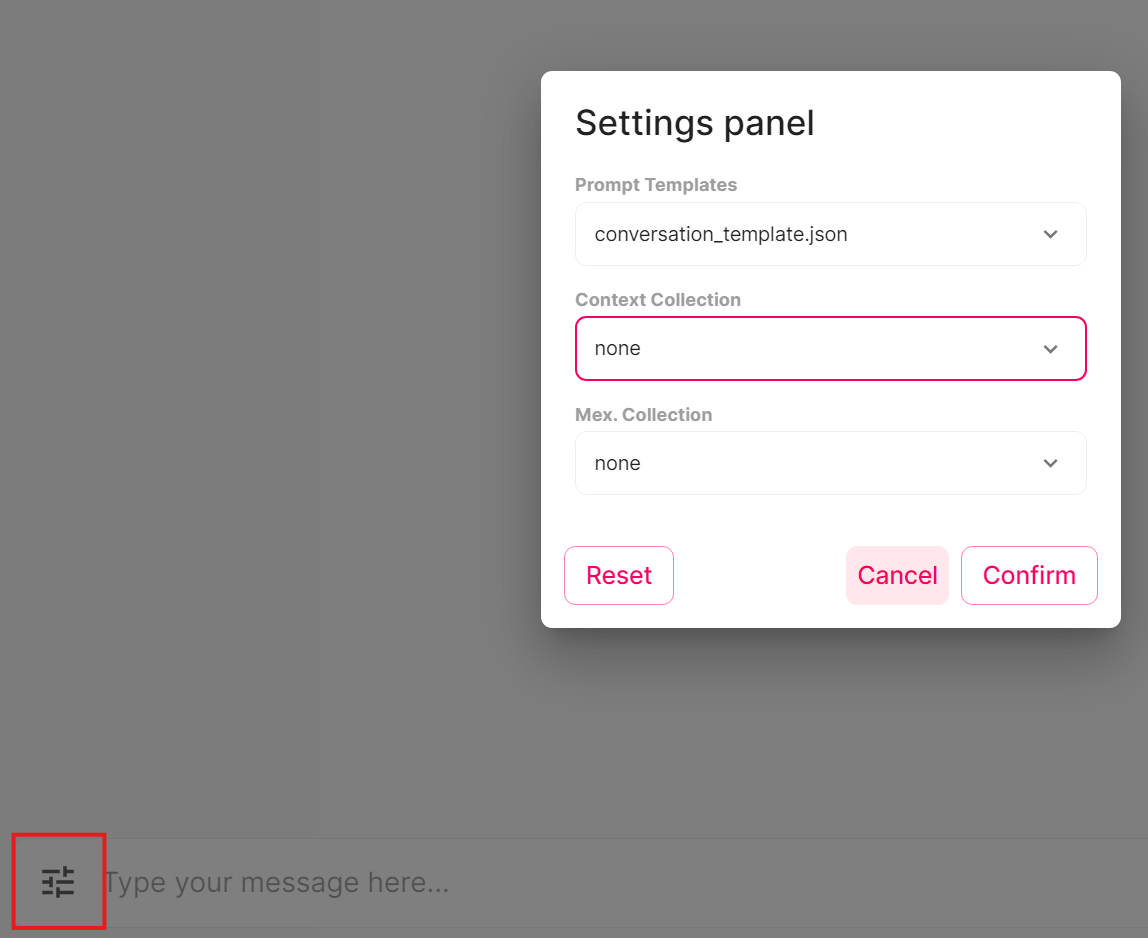 Settings panel
Prompt Templates
conversation_template.json
Context Collection
none
Mex. Collection
none
Reset
Cancel
Confirm
Type your message here...